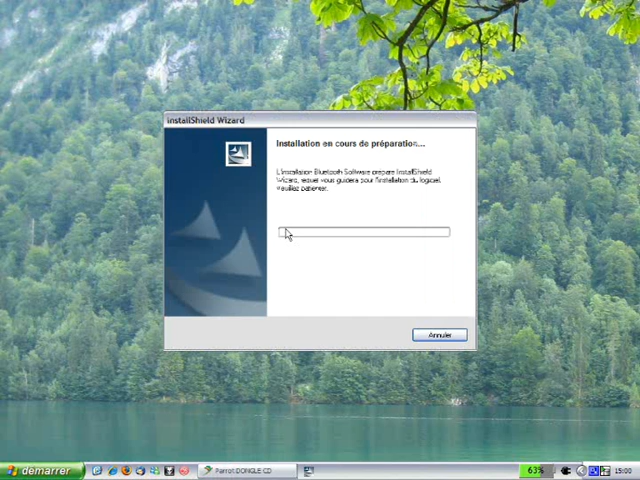 InstallShield Wizard
Installation en cours de préparation...
L'Installation Bluetooth Software prépare InstallShield
Wizard, lequel vous guidera pour l'installation du logiciel.
Veuillez patienter.
Annuler
démarrer
Parrot DONGLE CD
63%
15:00